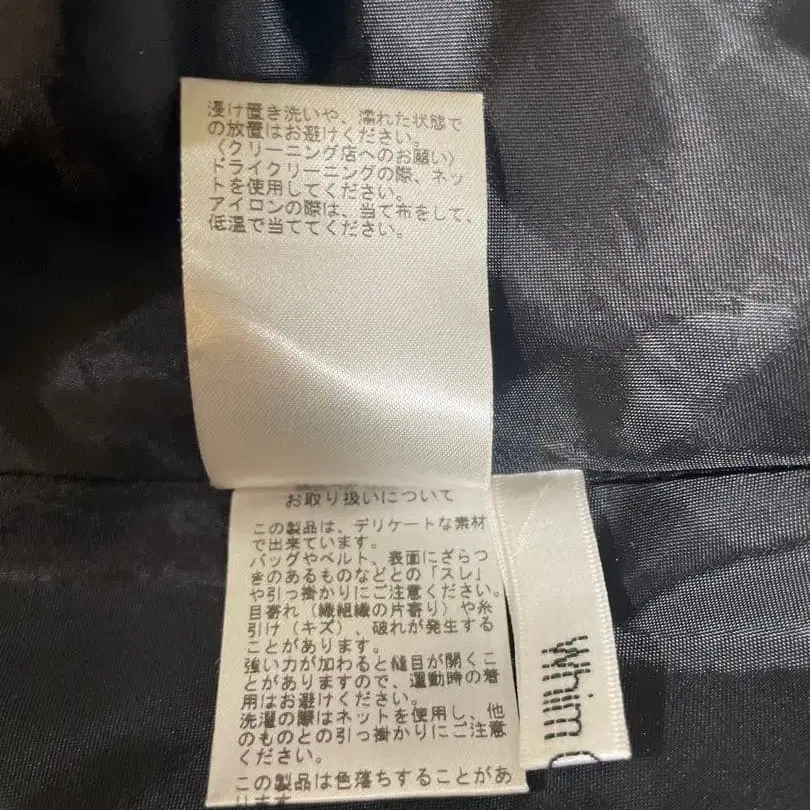 浸け置き洗いや、濡れた状態で
の放置はお避けください。
〈クリーニング店へのお願い〉
ドライクリーニングの際、ネッ
トを使用してください。
アイロンの際は、当て布をして、
低温で当ててください。
お取り扱いについて
この製品は、デリケートな素材
で出来ています。
バッグやベルト、表面にざらつ
きのあるものなどとの「スレ」
や引っ掛かりにご注意ください。
目寄れ（繊組織の片寄り）や糸
引け（キズ）、破れが発生する
ことがあります。
強い力が加わると縫目が開くこ
とがありますので、運動時の着
用はお避けください。
洗濯の際はネットを使用し、他
のものとの引っ掛かりにご注意
ください。
この製品は色落ちすることがあ
ります
Whim